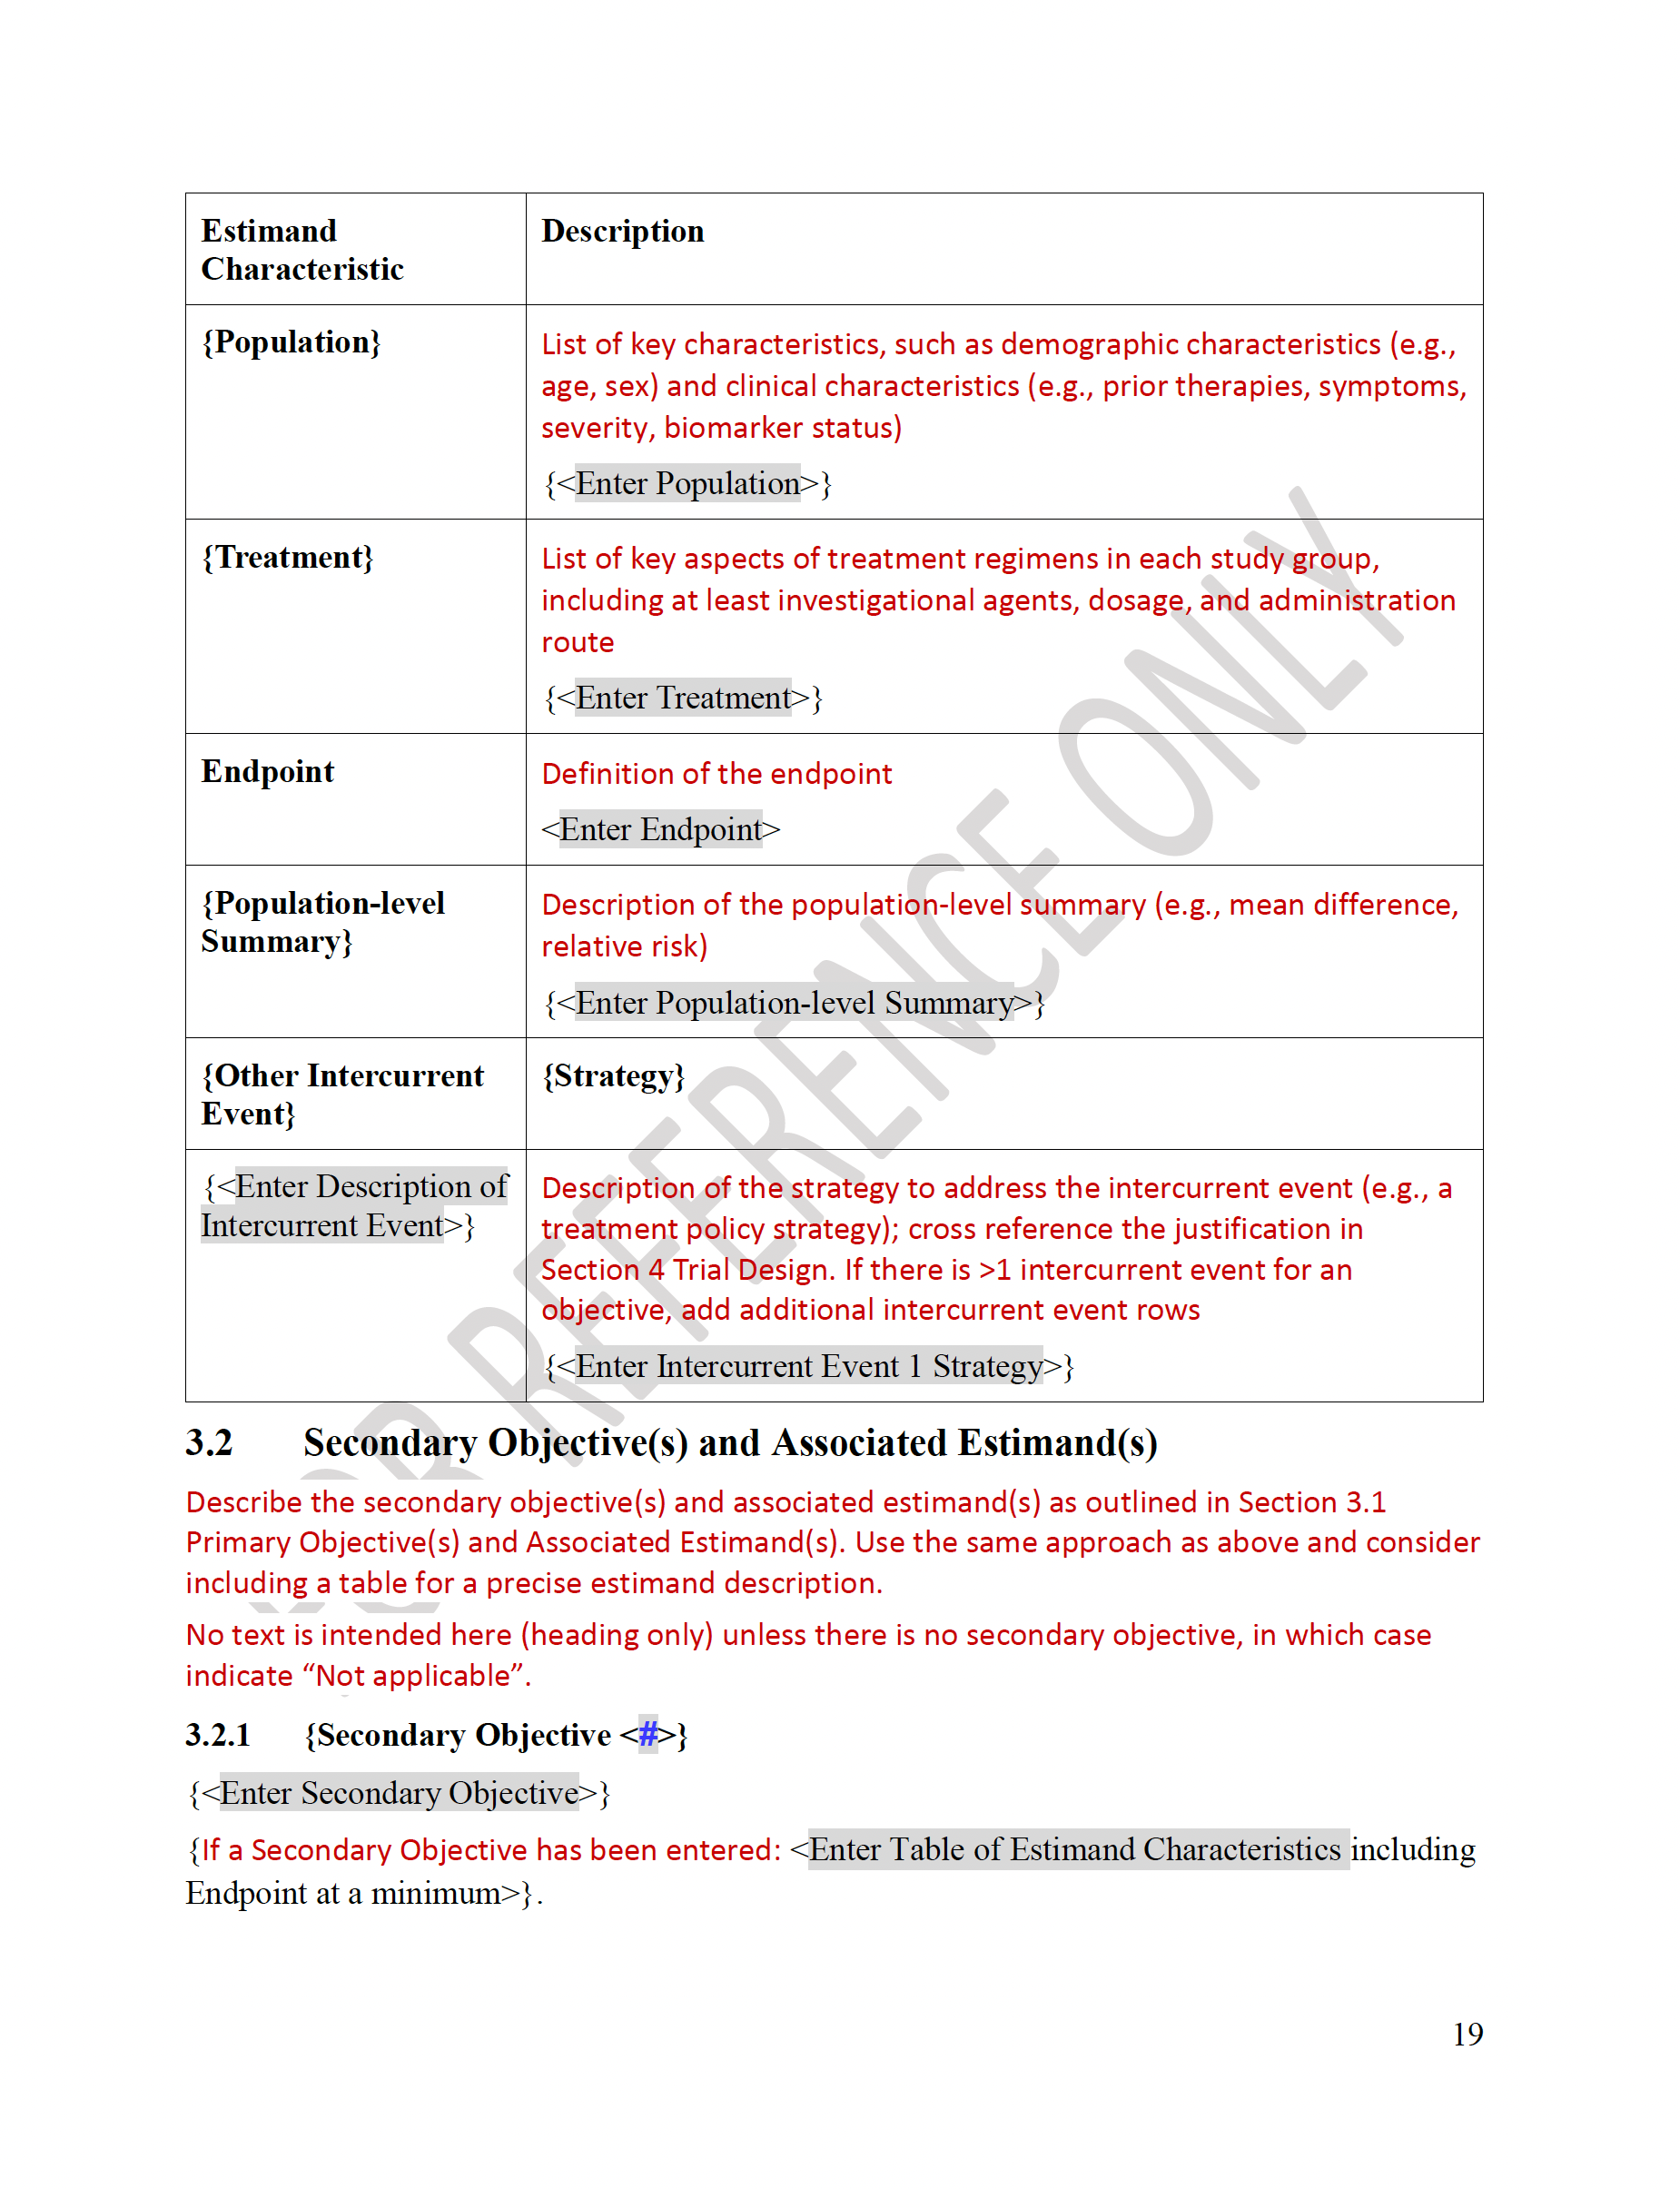 Estimand
Characteristic
Description
{Population}
List of key characteristics, such as demographic characteristics (e.g.,
age, sex) and clinical characteristics (e.g., prior therapies, symptoms,
severity, biomarker status)
{<Enter Population>}
{Treatment}
List of key aspects of treatment regimens in each study group,
including at least investigational agents, dosage, and administration
route
{<Enter Treatment>}
Endpoint
Definition of the endpoint
<Enter Endpoint>
{Population-level
Summary}
Description of the population-level summary (e.g., mean difference,
relative risk)
{<Enter Population-level Summary>}
{Other Intercurrent
Event}
{Strategy}
{<Enter Description of
Intercurrent Event>}
Description of the strategy to address the intercurrent event (e.g., a
treatment policy strategy); cross reference the justification in
Section 4 Trial Design. If there is >1 intercurrent event for an
objective, add additional intercurrent event rows
{<Enter Intercurrent Event 1 Strategy>}
3.2 Secondary Objective(s) and Associated Estimand(s)
Describe the secondary objective(s) and associated estimand(s) as outlined in Section 3.1
Primary Objective(s) and Associated Estimand(s). Use the same approach as above and consider
including a table for a precise estimand description.
No text is intended here (heading only) unless there is no secondary objective, in which case
indicate “Not applicable”.
3.2.1 {Secondary Objective <#>}
{<Enter Secondary Objective>}
{If a Secondary Objective has been entered: <Enter Table of Estimand Characteristics including
Endpoint at a minimum>}.
19
FOR REFERENCE ONLY